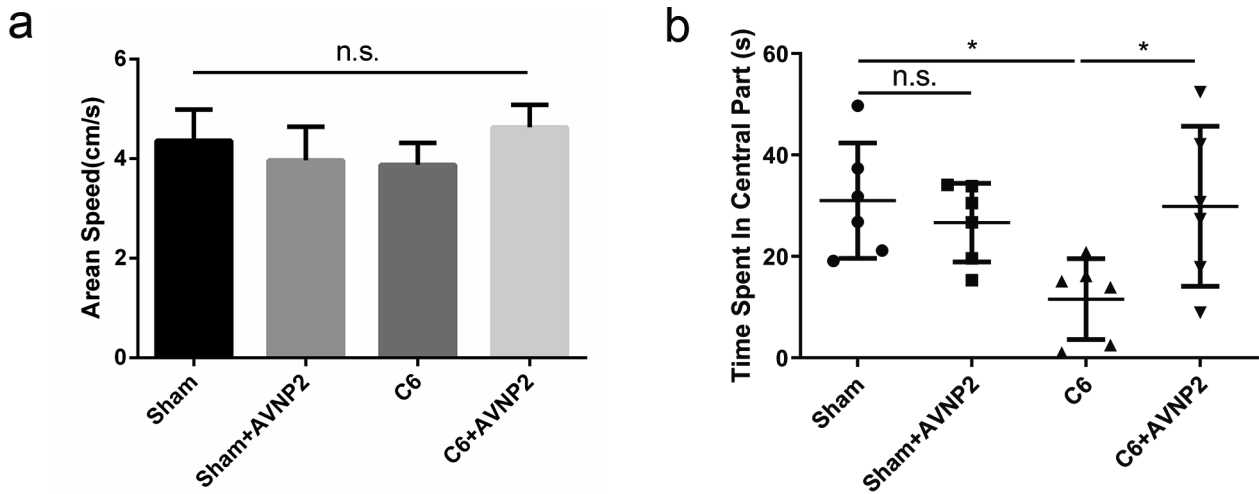 a
n.s.
Arean Speed(cm/s)
6
4
2
0
Sham
Sham+AVNP2
C6
C6+AVNP2
b
*
*
n.s.
Time Spent In Central Part (s)
60
40
20
0
Sham
Sham+AVNP2
C6
C6+AVNP2